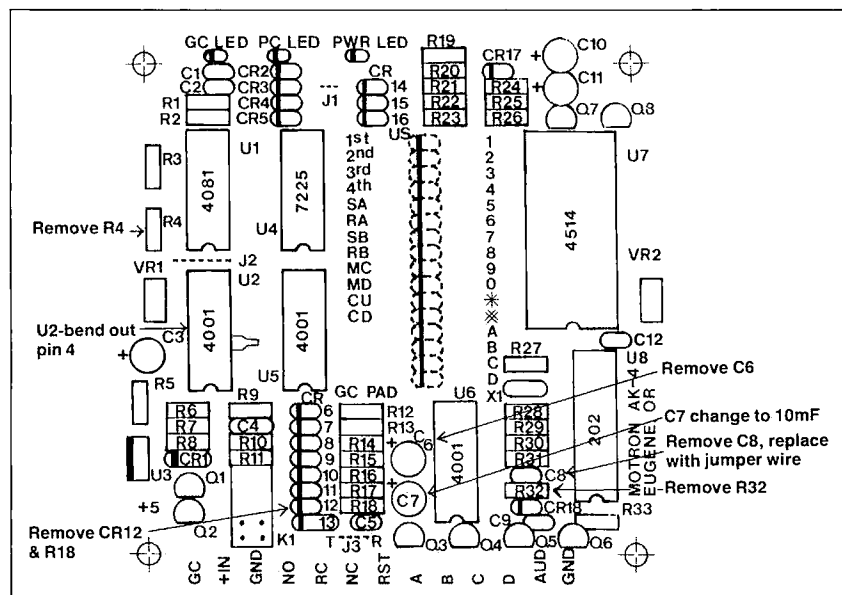 GC LED PC LED PWR LED R19 C10
C1 CR2 CR CR17
C2 CR3 14 R20 C11
R1 CR4 J1 15 R21 R24
R2 CR5 16 R22 R25
R23 R26 Q7 Q8
U1 1st US 1 U7
R3 2nd 2
4081 7225 3rd 3
4th 4
SA 5 4514
Remove R4 R4 U4 RA 6
SB 7
J2 RB 8
VR1 U2 MC 9 VR2
MD 0
U2-bend out CU ✳
pin 4 C3 4001 4001 CD ※
A
+ B R27 C12
C U8
R5 U5 D Remove C6
R9 CR GC PAD U6 X1
R6 6 R12 R28
R7 C4 7 R13 C6 R29 202 C7 change to 10mF
R8 R10 8 R14 R30
CR1 R11 9 R15 4001 R31 Remove C8, replace
with jumper wire
U3 10 R16 C8
Q1 11 R17 C7 R32 Remove R32
+5 12 R18 CR18 R33
Remove CR12
& R18
Q2 K1 13 C5 C9
T J3 R Q3 Q4 Q5 Q6
MOTRON AK-4
EUGENE, OR
GC +IN GND NO RC NC RST A B C D AUD GND